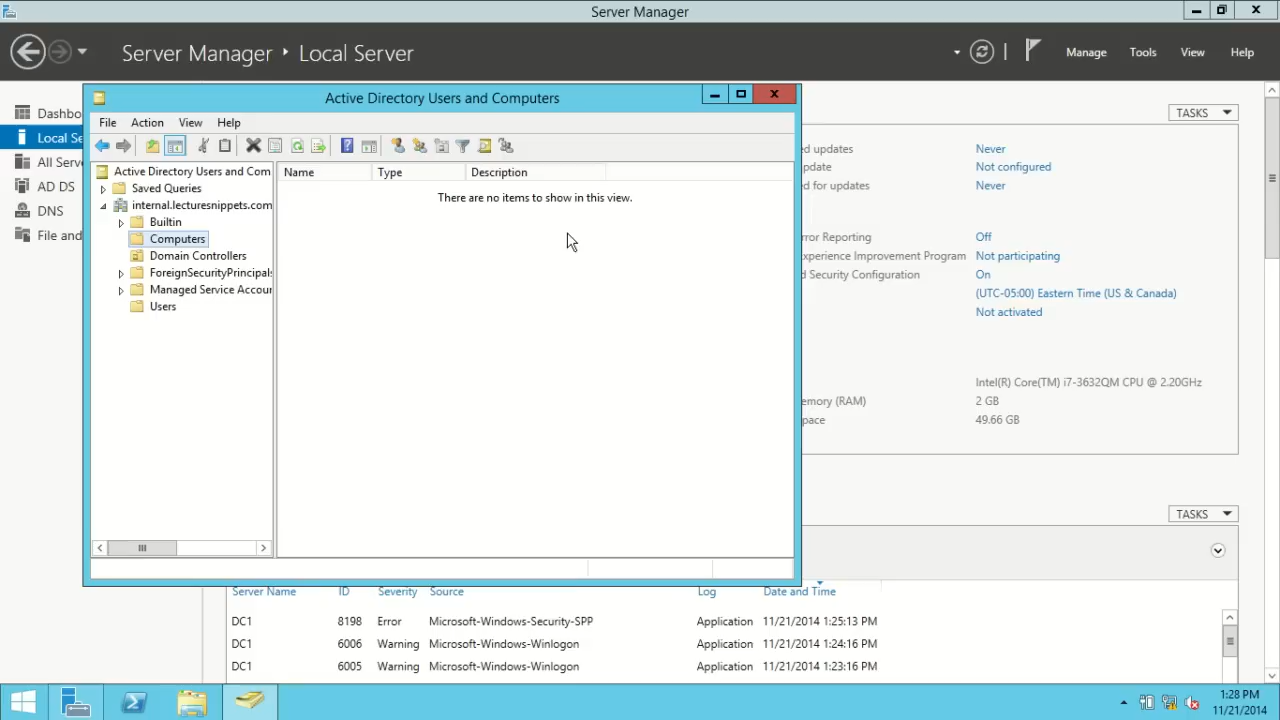 Server Manager
Server Manager ‣ Local Server
Manage Tools View Help
Dashbo
Local Se
All Serve
AD DS
DNS
File and
Active Directory Users and Computers
File Action View Help
Active Directory Users and Com
Saved Queries
internal.lecturesnippets.com
Builtin
Computers
Domain Controllers
ForeignSecurityPrincipals
Managed Service Accoun
Users
Name Type Description
There are no items to show in this view.
TASKS
ed updates Never
pdate Not configured
ed for updates Never
rror Reporting Off
xperience Improvement Program Not participating
d Security Configuration On
(UTC-05:00) Eastern Time (US & Canada)
Not activated
Intel(R) Core(TM) i7-3632QM CPU @ 2.20GHz
emory (RAM) 2 GB
pace 49.66 GB
TASKS
Server Name ID Severity Source Log Date and Time
DC1 8198 Error Microsoft-Windows-Security-SPP Application 11/21/2014 1:25:13 PM
DC1 6006 Warning Microsoft-Windows-Winlogon Application 11/21/2014 1:24:16 PM
DC1 6005 Warning Microsoft-Windows-Winlogon Application 11/21/2014 1:23:16 PM
1:28 PM
11/21/2014